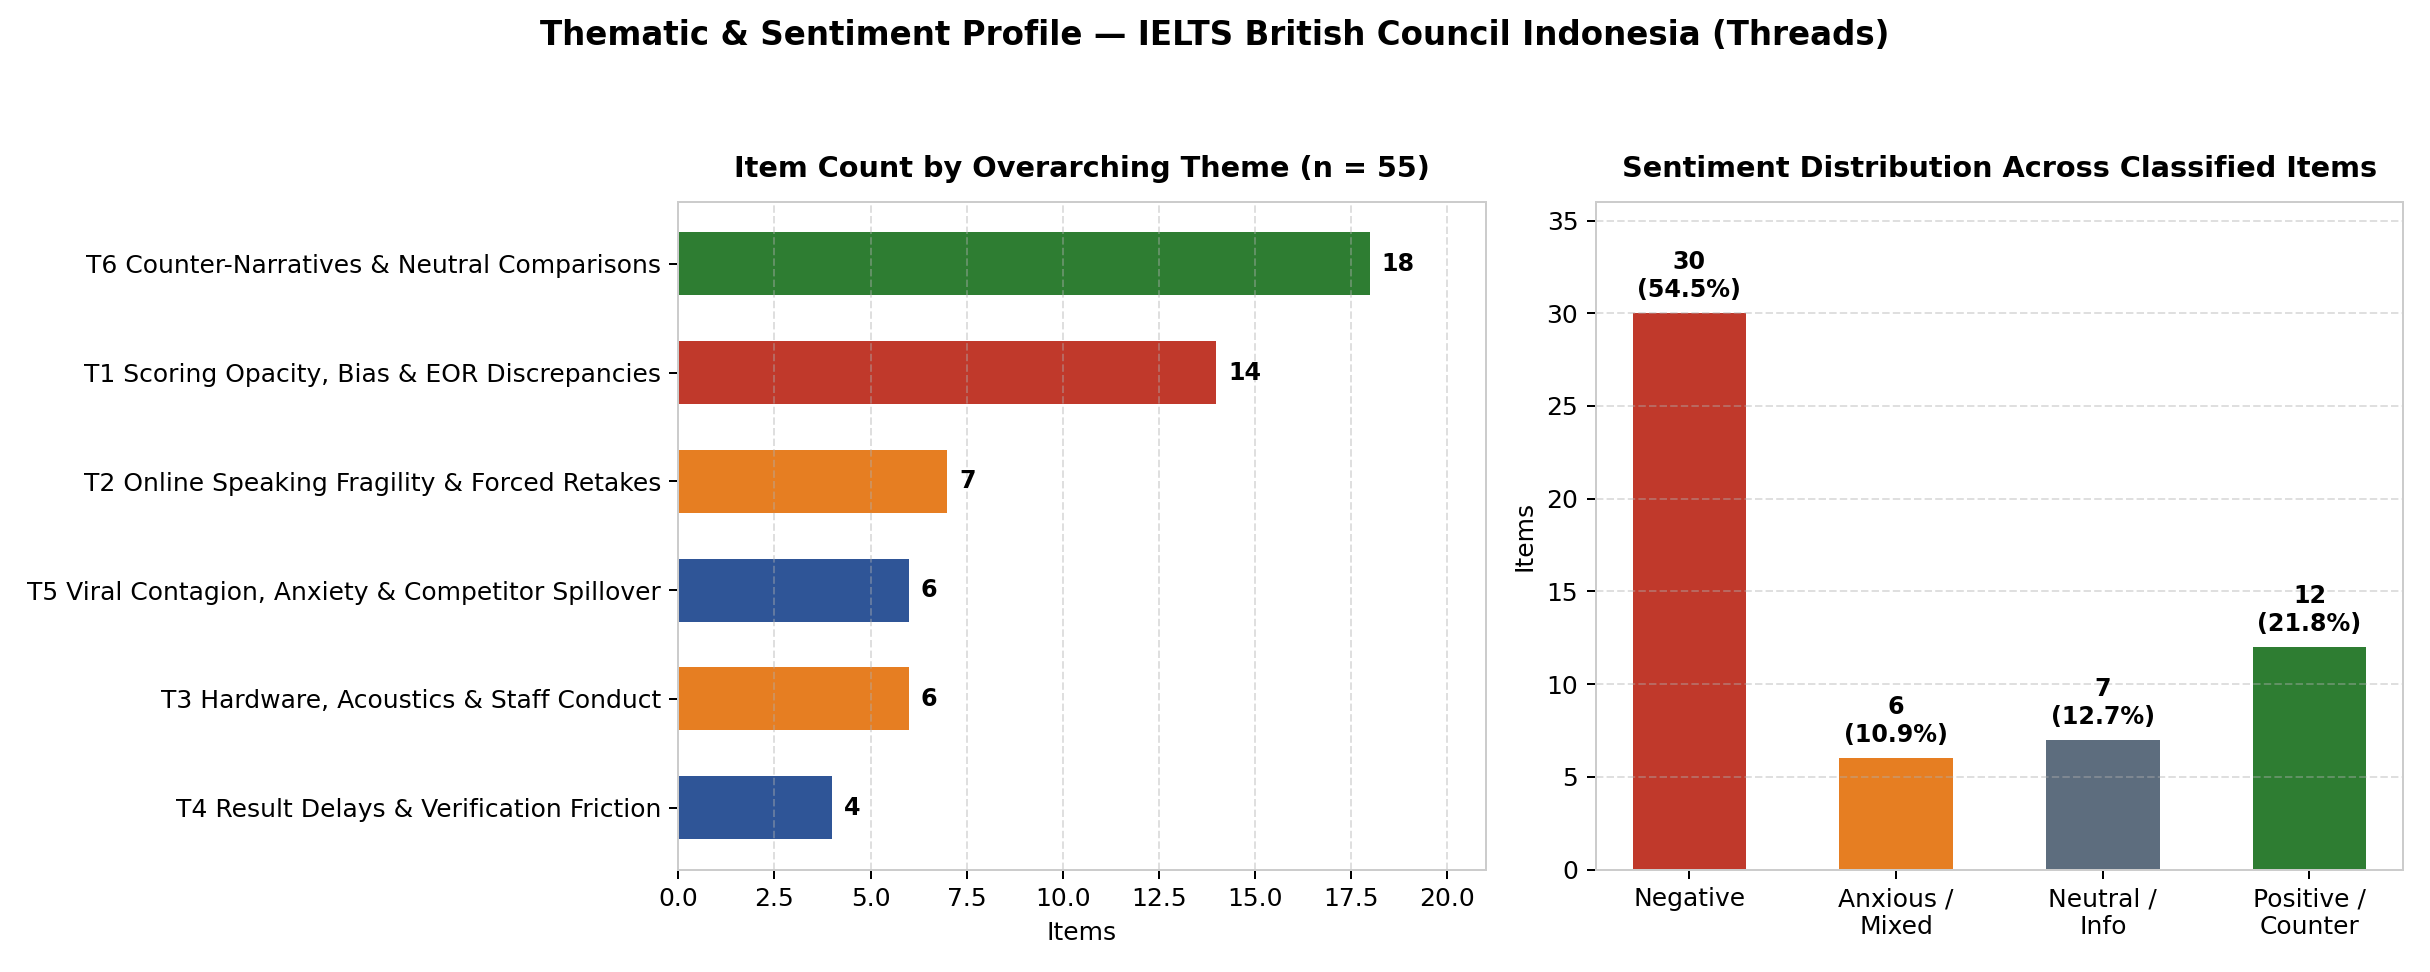 Thematic & Sentiment Profile — IELTS British Council Indonesia (Threads)
Item Count by Overarching Theme (n = 55)
T6 Counter-Narratives & Neutral Comparisons
18
T1 Scoring Opacity, Bias & EOR Discrepancies
14
T2 Online Speaking Fragility & Forced Retakes
7
T5 Viral Contagion, Anxiety & Competitor Spillover
6
T3 Hardware, Acoustics & Staff Conduct
6
T4 Result Delays & Verification Friction
4
0.0 2.5 5.0 7.5 10.0 12.5 15.0 17.5 20.0
Items
Sentiment Distribution Across Classified Items
Items
35
30
25
20
15
10
5
0
30
(54.5%)
6
(10.9%)
7
(12.7%)
12
(21.8%)
Negative
Anxious /
Mixed
Neutral /
Info
Positive /
Counter